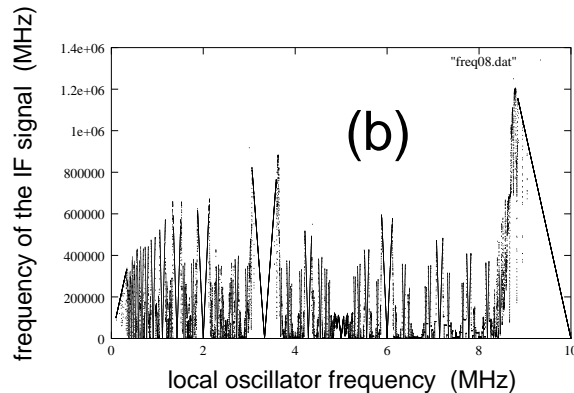 frequency of the IF signal (MHz)
1.4e+06
1.2e+06
1e+06
800000
600000
400000
200000
0
"freq08.dat"
(b)
0 2 4 6 8 10
local oscillator frequency (MHz)